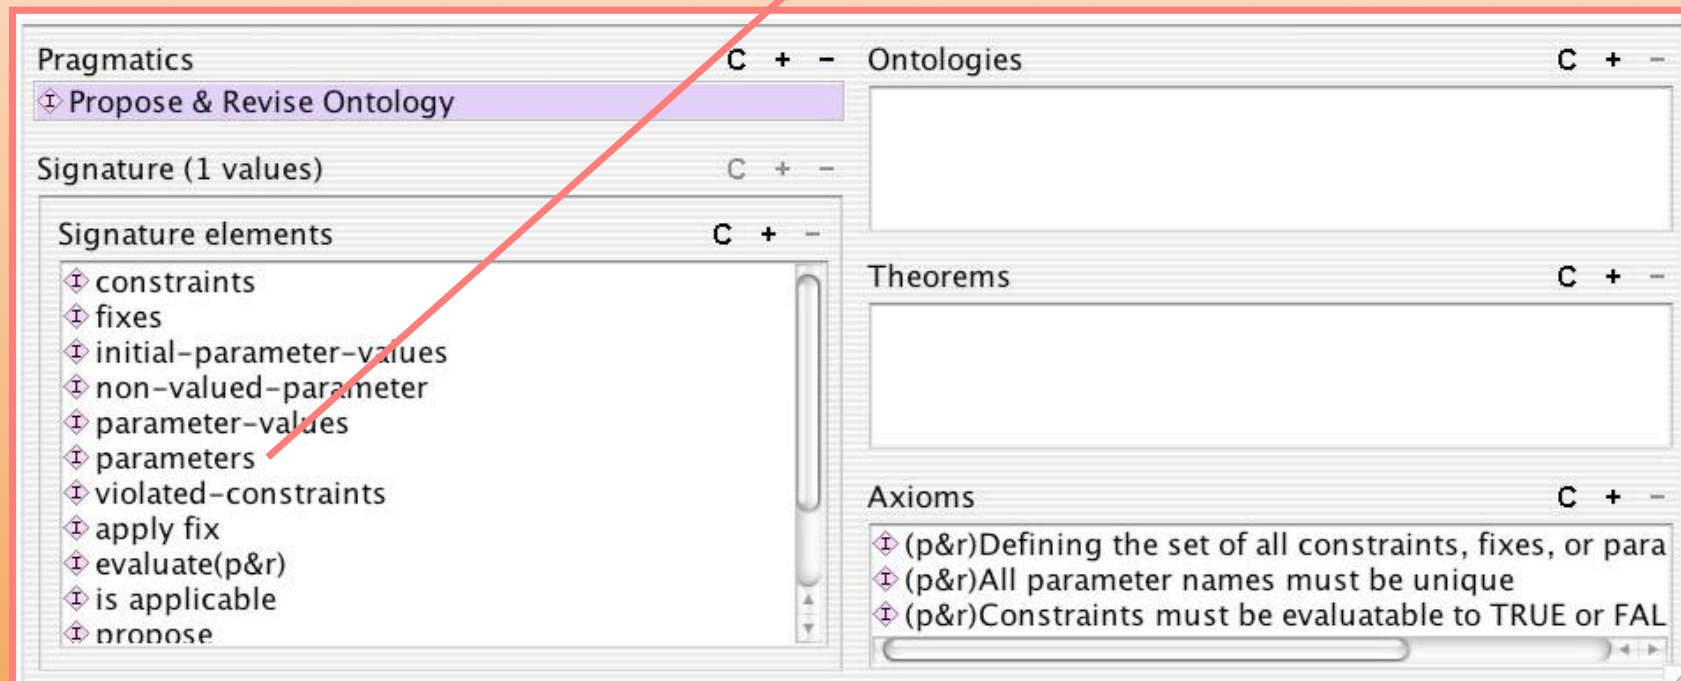 Pragmatics C + −
Propose & Revise Ontology
Signature (1 values) C + −
Signature elements C + −
constraints
fixes
initial-parameter-values
non-valued-parameter
parameter-values
parameters
violated-constraints
apply fix
evaluate(p&r)
is applicable
propose
Ontologies C + −
Theorems C + −
Axioms C + −
(p&r)Defining the set of all constraints, fixes, or para
(p&r)All parameter names must be unique
(p&r)Constraints must be evaluatable to TRUE or FAL